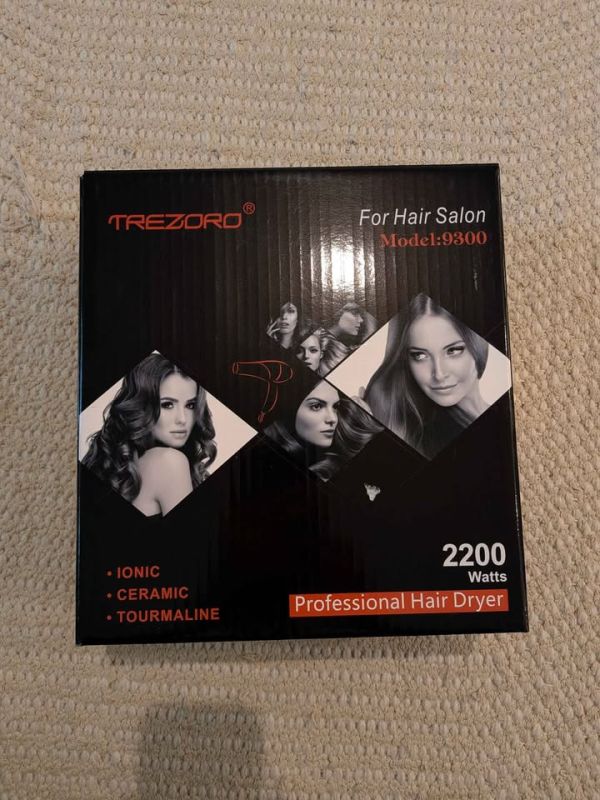 TREZORO®
For Hair Salon
Model:9300
• IONIC
• CERAMIC
• TOURMALINE
2200
Watts
Professional Hair Dryer